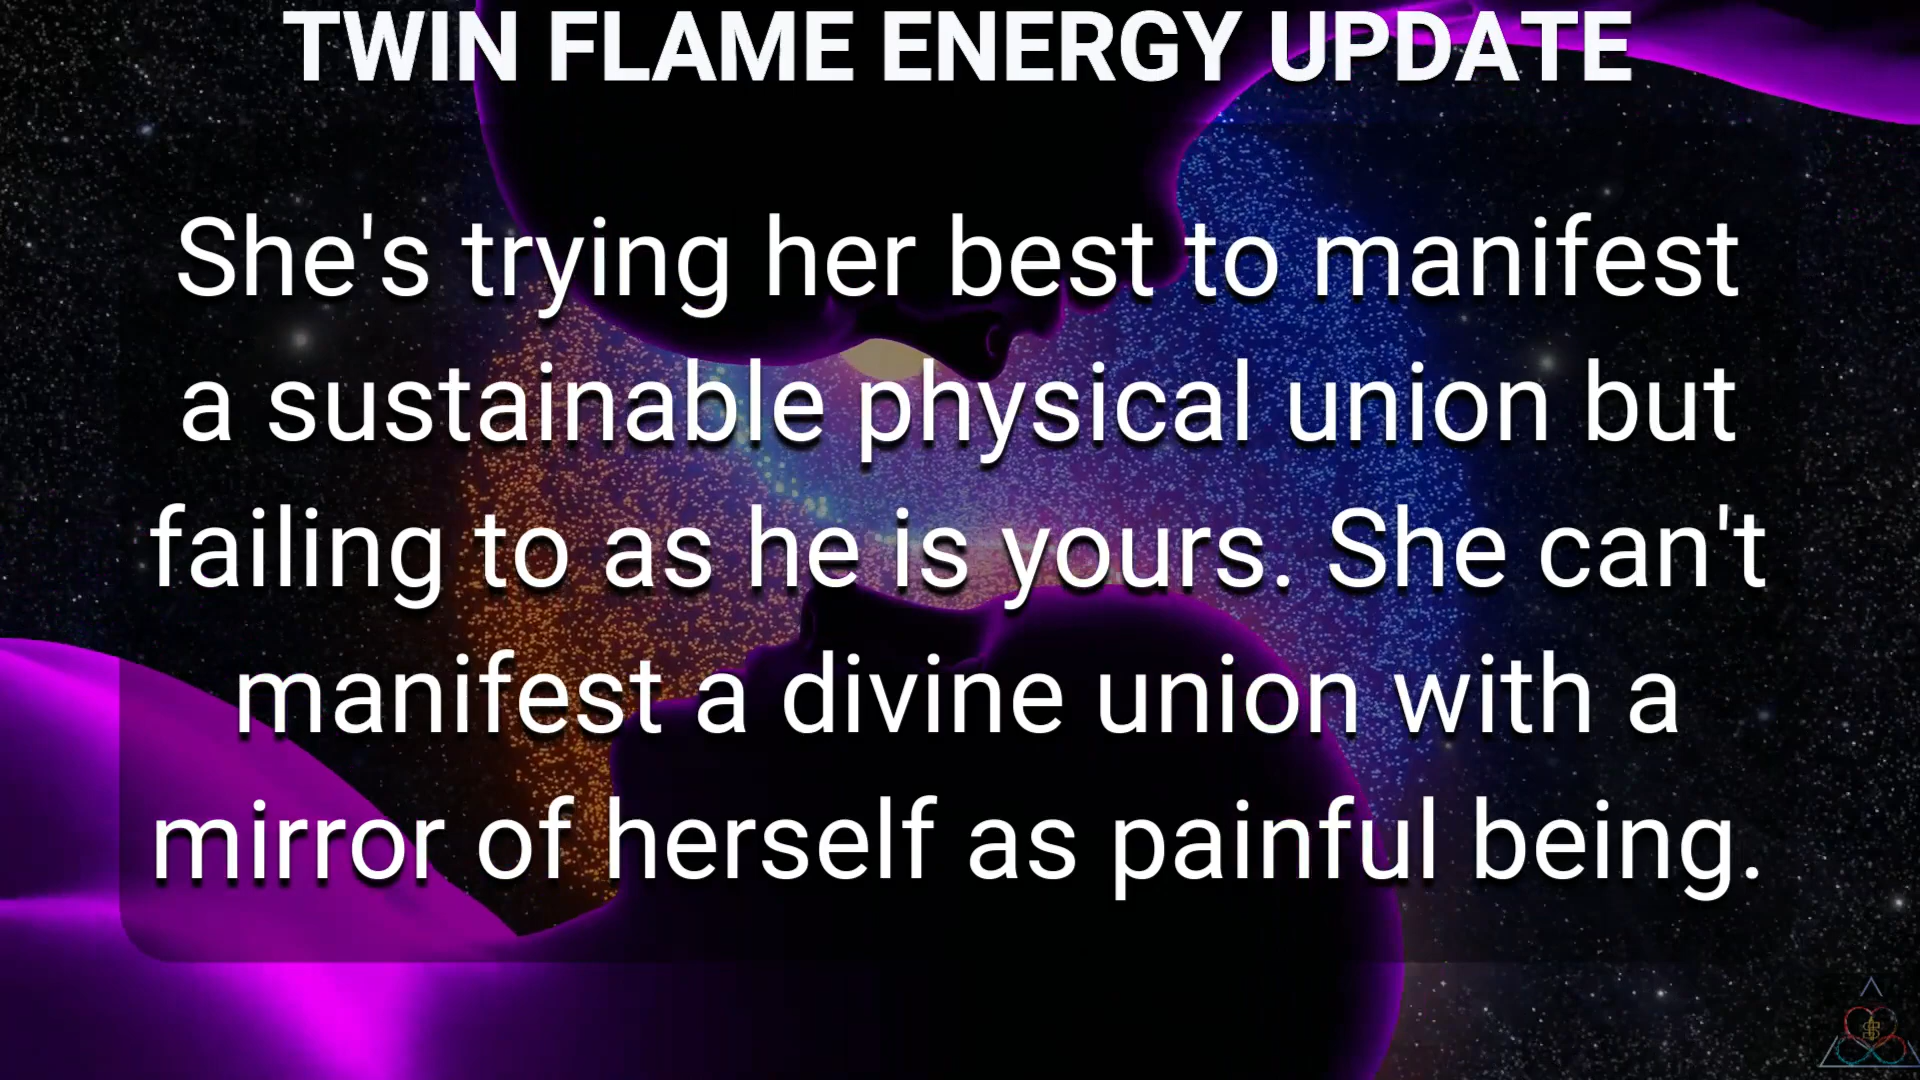 TWIN FLAME ENERGY UPDATE
She's trying her best to manifest
a sustainable physical union but
failing to as he is yours. She can't
manifest a divine union with a
mirror of herself as painful being.